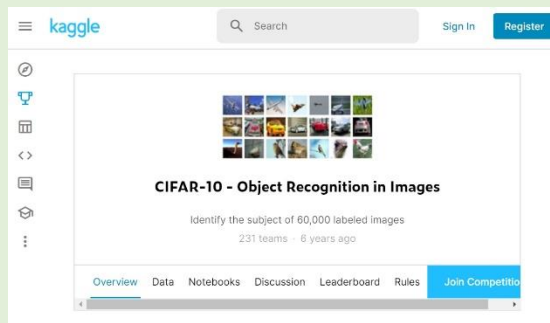 kaggle
Search
Sign In
Register
CIFAR-10 - Object Recognition in Images
Identify the subject of 60,000 labeled images
231 teams · 6 years ago
Overview Data Notebooks Discussion Leaderboard Rules Join Competitio